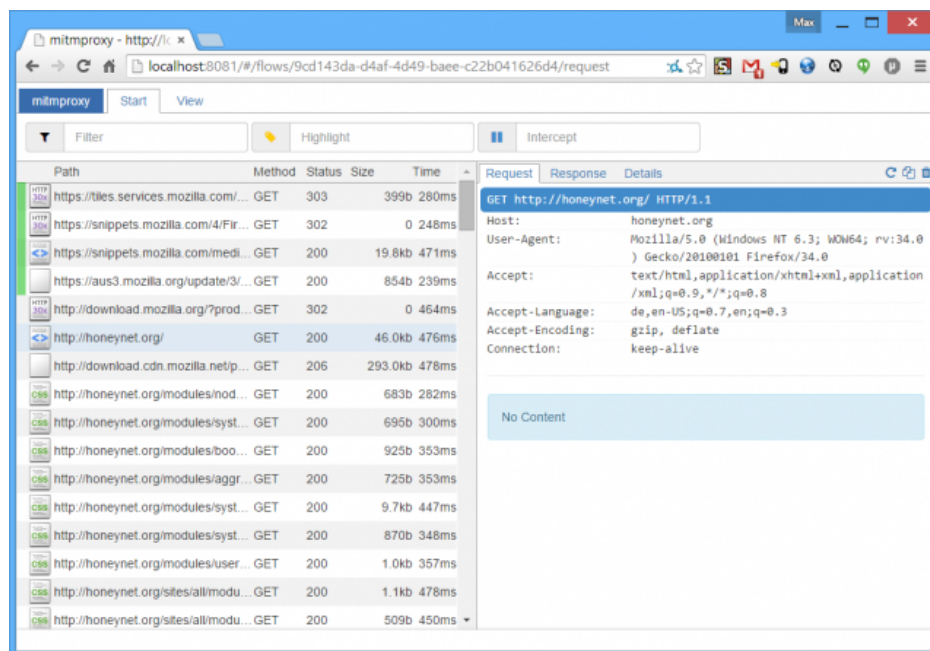 Max
mitmproxy - http://lc
localhost:8081/#/flows/9cd143da-d4af-4d49-baee-c22b041626d4/request
mitmproxy Start View
Filter Highlight Intercept
Path Method Status Size Time
Request Response Details
https://tiles.services.mozilla.com/... GET 303 399b 280ms
https://snippets.mozilla.com/4/Fir... GET 302 0 248ms
https://snippets.mozilla.com/medi... GET 200 19.8kb 471ms
https://aus3.mozilla.org/update/3/... GET 200 854b 239ms
http://download.mozilla.org/?prod... GET 302 0 464ms
http://honeynet.org/ GET 200 46.0kb 476ms
http://download.cdn.mozilla.net/p... GET 206 293.0kb 478ms
http://honeynet.org/modules/nod... GET 200 683b 282ms
http://honeynet.org/modules/syst... GET 200 695b 300ms
http://honeynet.org/modules/boo... GET 200 925b 353ms
http://honeynet.org/modules/aggr... GET 200 725b 353ms
http://honeynet.org/modules/syst... GET 200 9.7kb 447ms
http://honeynet.org/modules/syst... GET 200 870b 348ms
http://honeynet.org/modules/user... GET 200 1.0kb 357ms
http://honeynet.org/sites/all/modu... GET 200 1.1kb 478ms
http://honeynet.org/sites/all/modu... GET 200 509b 450ms
GET http://honeynet.org/ HTTP/1.1
Host: honeynet.org
User-Agent: Mozilla/5.0 (Windows NT 6.3; WOW64; rv:34.0
) Gecko/20100101 Firefox/34.0
Accept: text/html,application/xhtml+xml,application
/xml;q=0.9,*/*;q=0.8
Accept-Language: de,en-US;q=0.7,en;q=0.3
Accept-Encoding: gzip, deflate
Connection: keep-alive
No Content